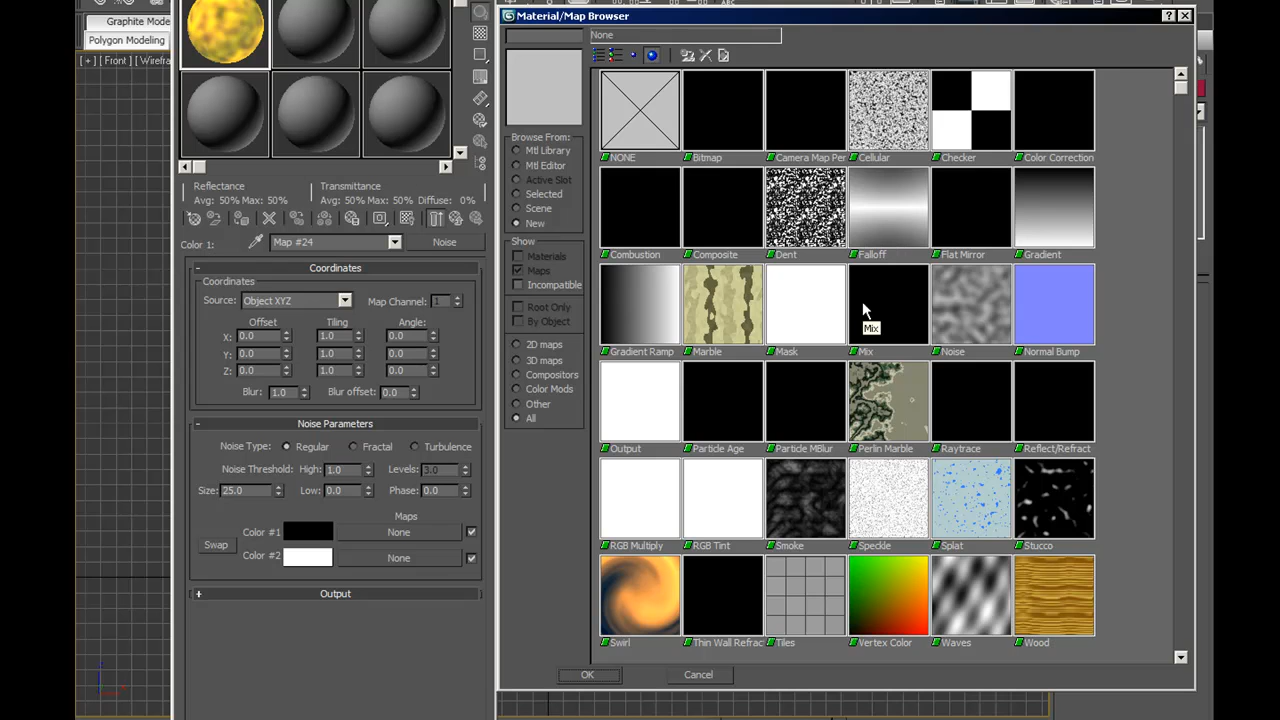 Graphite Mode
Polygon Modeling
[ + ] [ Front ] [ Wirefra
Reflectance
Avg: 50% Max: 50%
Transmittance
Avg: 50% Max: 50% Diffuse: 0%
Color 1:
Map #24
Noise
- Coordinates
Coordinates
Source: Object XYZ
Map Channel: 1
Offset Tiling Angle:
X: 0.0 1.0 0.0
Y: 0.0 1.0 0.0
Z: 0.0 1.0 0.0
Blur: 1.0 Blur offset: 0.0
- Noise Parameters
Noise Type: Regular Fractal Turbulence
Noise Threshold: High: 1.0 Levels: 3.0
Size: 25.0 Low: 0.0 Phase: 0.0
Maps
Swap
Color #1 None
Color #2 None
+ Output
Material/Map Browser
?
None
Browse From:
Mtl Library
Mtl Editor
Active Slot
Selected
Scene
New
Show
Materials
Maps
Incompatible
Root Only
By Object
2D maps
3D maps
Compositors
Color Mods
Other
All
NONE Bitmap Camera Map Per Cellular Checker Color Correction
Combustion Composite Dent Falloff Flat Mirror Gradient
Mix
Gradient Ramp Marble Mask Mix Noise Normal Bump
Output Particle Age Particle MBlur Perlin Marble Raytrace Reflect/Refract
RGB Multiply RGB Tint Smoke Speckle Splat Stucco
Swirl Thin Wall Refrac Tiles Vertex Color Waves Wood
OK Cancel